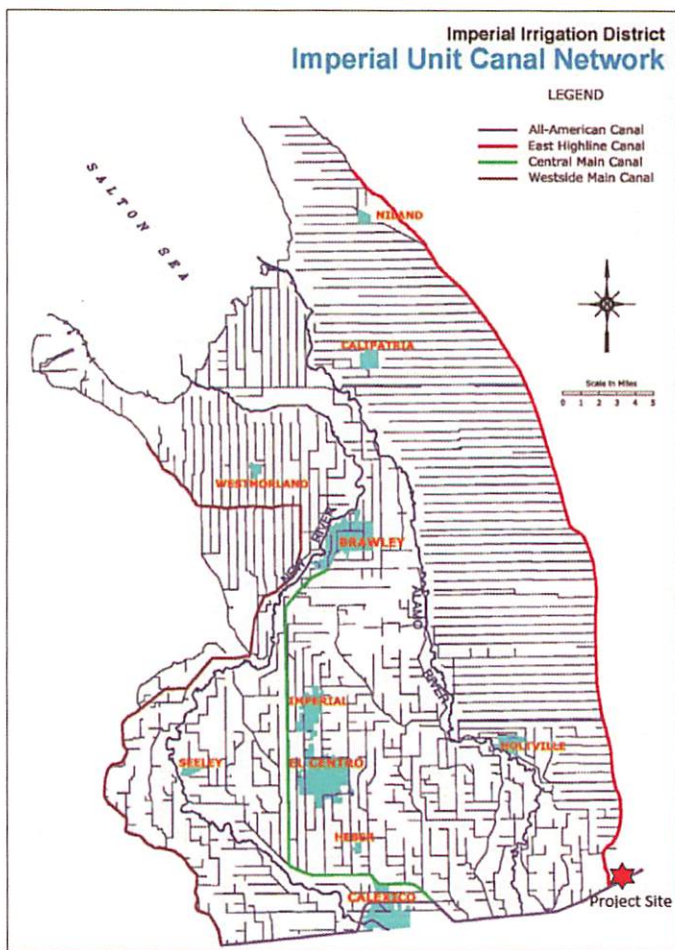 Imperial Irrigation District
Imperial Unit Canal Network
LEGEND
All-American Canal
East Highline Canal
Central Main Canal
Westside Main Canal
SALTON SEA
NILAND
CALIPATRIA
Scale In Miles
0 1 2 3 4 5
WESTMORLAND
NEW RIVER
BRAWLEY
ALAMO
RIVER
IMPERIAL
HOLTVILLE
SEELEY
EL CENTRO
HEBER
Project Site
CALEXICO